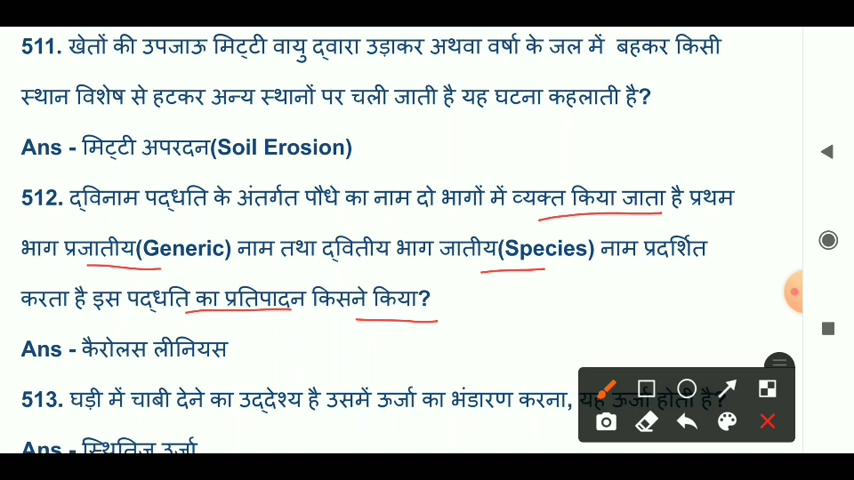 511. खेतों की उपजाऊ मिट्टी वायु द्वारा उड़ाकर अथवा वर्षा के जल में बहकर किसी
स्थान विशेष से हटकर अन्य स्थानों पर चली जाती है यह घटना कहलाती है?
Ans - मिट्टी अपरदन(Soil Erosion)
512. द्विनाम पद्धति के अंतर्गत पौधे का नाम दो भागों में व्यक्त किया जाता है प्रथम
भाग प्रजातीय(Generic) नाम तथा द्वितीय भाग जातीय(Species) नाम प्रदर्शित
करता है इस पद्धति का प्रतिपादन किसने किया?
Ans - कैरोलस लीनियस
513. घड़ी में चाबी देने का उद्देश्य है उसमें ऊर्जा का भंडारण करना, यह ऊर्जा होती है?
Ans - स्थितिज ऊर्जा